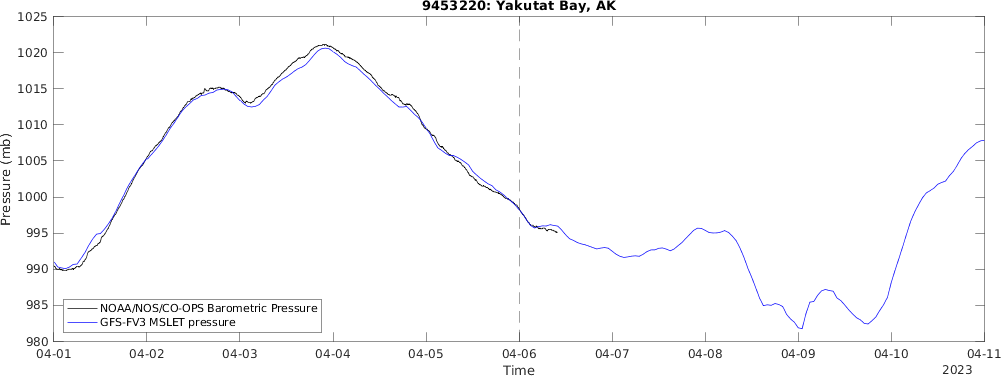 9453220: Yakutat Bay, AK
Pressure (mb)
1025
1020
1015
1010
1005
1000
995
990
985
980
NOAA/NOS/CO-OPS Barometric Pressure
GFS-FV3 MSLET pressure
04-01 04-02 04-03 04-04 04-05 04-06 04-07 04-08 04-09 04-10 04-11
Time
2023